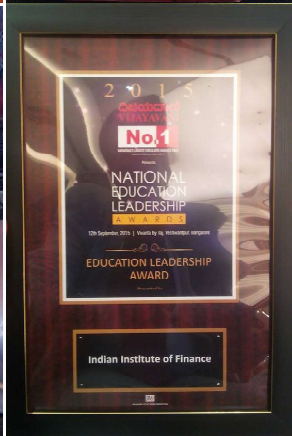 2015
VIJAYAVANI
No.1
Presents
NATIONAL
EDUCATION
LEADERSHIP
AWARDS
12th September, 2015 | Vivanta by taj, Yeshwantpur, Bangalore
EDUCATION LEADERSHIP
AWARD
Indian Institute of Finance